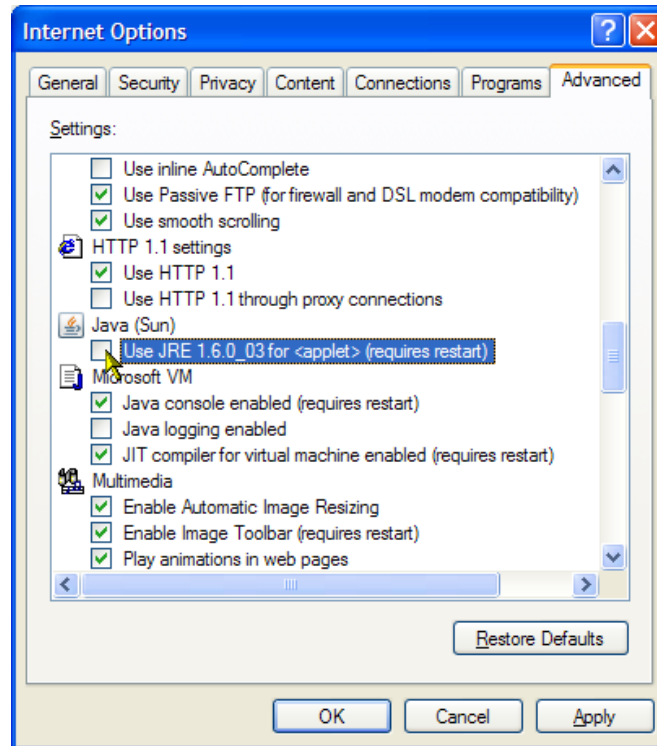 Internet Options
General Security Privacy Content Connections Programs Advanced
Settings:
Use inline AutoComplete
Use Passive FTP (for firewall and DSL modem compatibility)
Use smooth scrolling
HTTP 1.1 settings
Use HTTP 1.1
Use HTTP 1.1 through proxy connections
Java (Sun)
Use JRE 1.6.0_03 for <applet> (requires restart)
Microsoft VM
Java console enabled (requires restart)
Java logging enabled
JIT compiler for virtual machine enabled (requires restart)
Multimedia
Enable Automatic Image Resizing
Enable Image Toolbar (requires restart)
Play animations in web pages
Restore Defaults
OK Cancel Apply